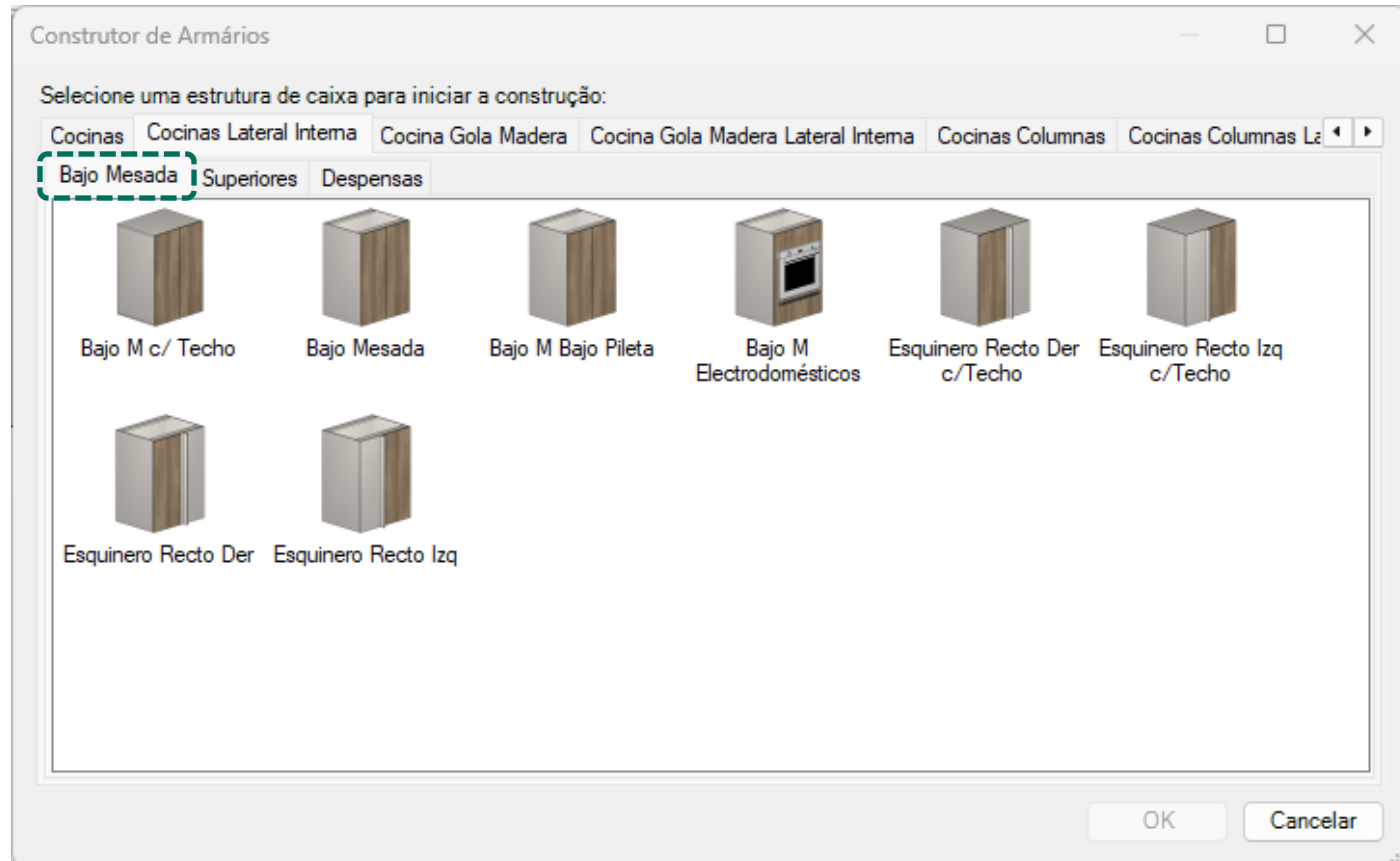 Construtor de Armários
Selecione uma estrutura de caixa para iniciar a construção:
Cocinas Cocinas Lateral Interna Cocina Gola Madera Cocina Gola Madera Lateral Interna Cocinas Columnas Cocinas Columnas
Bajo Mesada Superiores Despensas
Bajo M c/ Techo Bajo Mesada Bajo M Bajo Pileta Bajo M Esquinero Recto Der Esquinero Recto Izq
Electrodomésticos c/Techo c/Techo
Esquinero Recto Der Esquinero Recto Izq
OK Cancelar